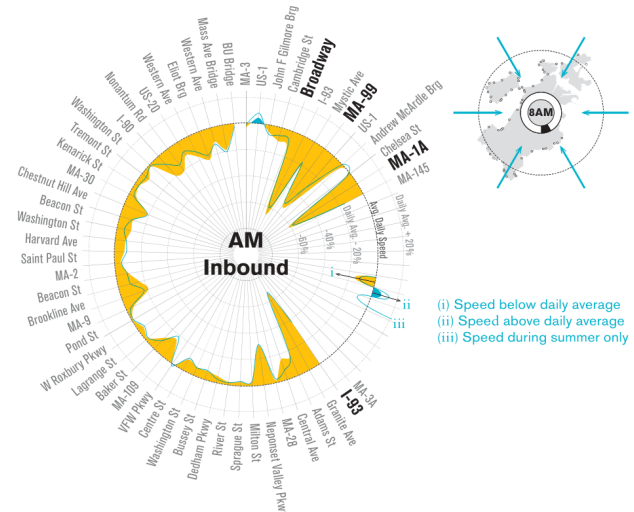 MA-3
US-1
John F Gilmore Brg
Cambridge St
Broadway
I-93
Mystic Ave
MA-99
US-1
Andrew McArdle Brg
Chelsea St
MA-1A
MA-145
Daily Avg. + 20%
Avg. Daily Speed
Daily Avg. - 20%
-40%
-60%
AM
Inbound
i
ii
iii
MA-3A
I-93
Granite Ave
Adams St
Central Ave
MA-28
Neponset Valley Pkw
Milton St
Sprague St
River St
Dedham Pkwy
Bussey St
Washington St
Centre St
VFW Pkwy
MA-109
Baker St
Lagrange St
W Roxbury Pkwy
Pond St
MA-9
Brookline Ave
Beacon St
MA-2
Saint Paul St
Harvard Ave
Washington St
Beacon St
Chestnut Hill Ave
MA-30
Kenarick St
Tremont St
Washington St
I-90
Nonantum Rd
US-20
Western Ave
Eliot Brg
Western Ave
Mass Ave Bridge
BU Bridge
8AM
(i) Speed below daily average
(ii) Speed above daily average
(iii) Speed during summer only